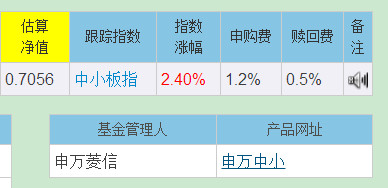 估算 跟踪指数 指数 申购费 赎回费 备
净值 涨幅 注
0.7056 中小板指 2.40% 1.2% 0.5%
基金管理人 产品网址
申万菱信 申万中小